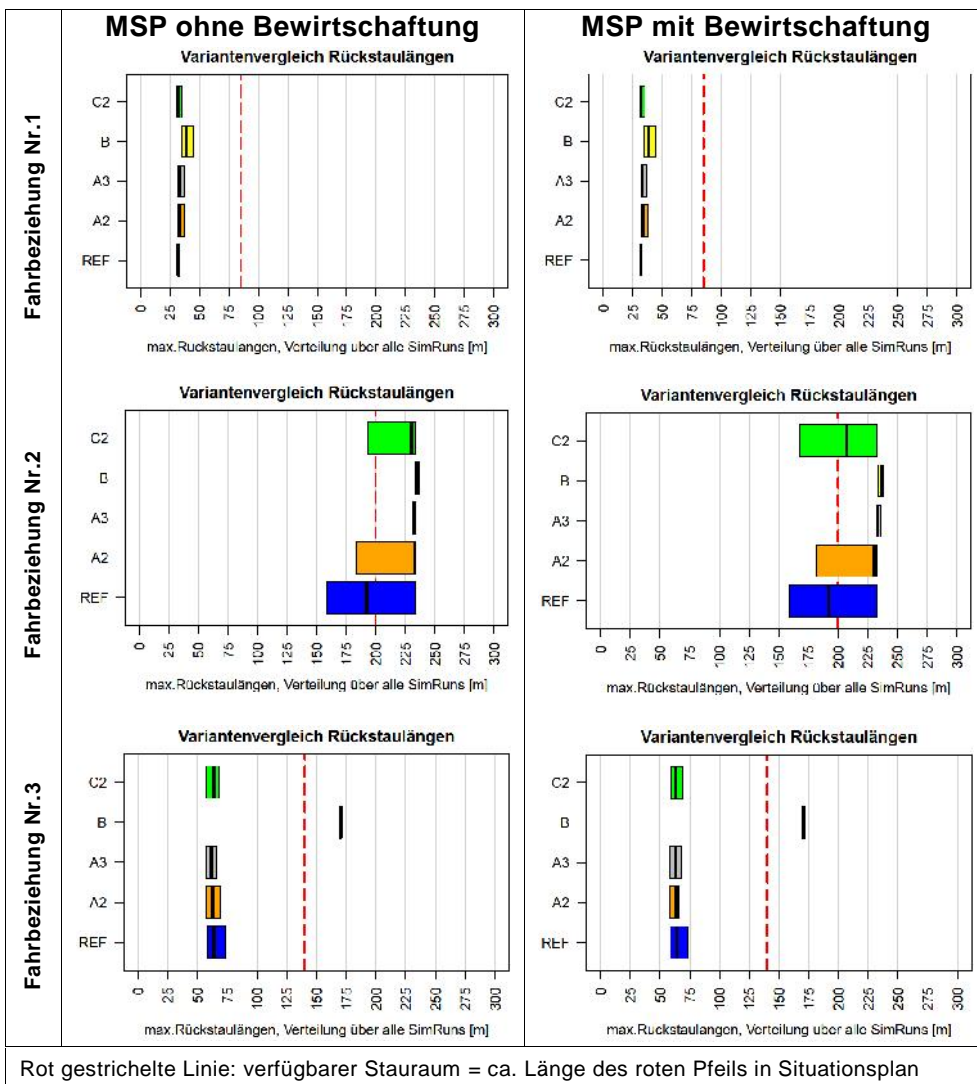 MSP ohne Bewirtschaftung
MSP mit Bewirtschaftung
Fahrbeziehung Nr.1
Variantenvergleich Rückstaulängen
C2
B
A3
A2
REF
0 25 50 75 100 125 150 175 200 225 250 275 300
max.Rückstaulängen, Verteilung über alle SimRuns [m]
Variantenvergleich Rückstaulängen
C2
B
A3
A2
REF
0 25 50 75 100 125 150 175 200 225 250 275 300
max.Rückstaulängen, Verteilung über alle SimRuns [m]
Fahrbeziehung Nr.2
Variantenvergleich Rückstaulängen
C2
B
A3
A2
REF
0 25 50 75 100 125 150 175 200 225 250 275 300
max.Rückstaulängen, Verteilung über alle SimRuns [m]
Variantenvergleich Rückstaulängen
C2
B
A3
A2
REF
0 25 50 75 100 125 150 175 200 225 250 275 300
max.Rückstaulängen, Verteilung über alle SimRuns [m]
Fahrbeziehung Nr.3
Variantenvergleich Rückstaulängen
C2
B
A3
A2
REF
0 25 50 75 100 125 150 175 200 225 250 275 300
max.Rückstaulängen, Verteilung über alle SimRuns [m]
Variantenvergleich Rückstaulängen
C2
B
A3
A2
REF
0 25 50 75 100 125 150 175 200 225 250 275 300
max.Rückstaulängen, Verteilung über alle SimRuns [m]
Rot gestrichelte Linie: verfügbarer Stauraum = ca. Länge des roten Pfeils in Situationsplan